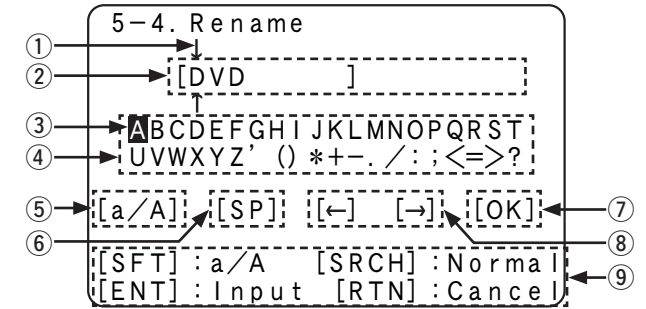 5-4. Rename
①
② [DVD ]
③ ABCDEFGHIJKLMNOPQRST
④ UVWXYZ’ () *+−. ／: ;<=>?
⑤ [a/A] [SP] [←] [→] [OK] ⑦
⑥ ⑧
[SFT] :a／A [SRCH] :Normal ⑨
[ENT] :Input [RTN] :Cancel